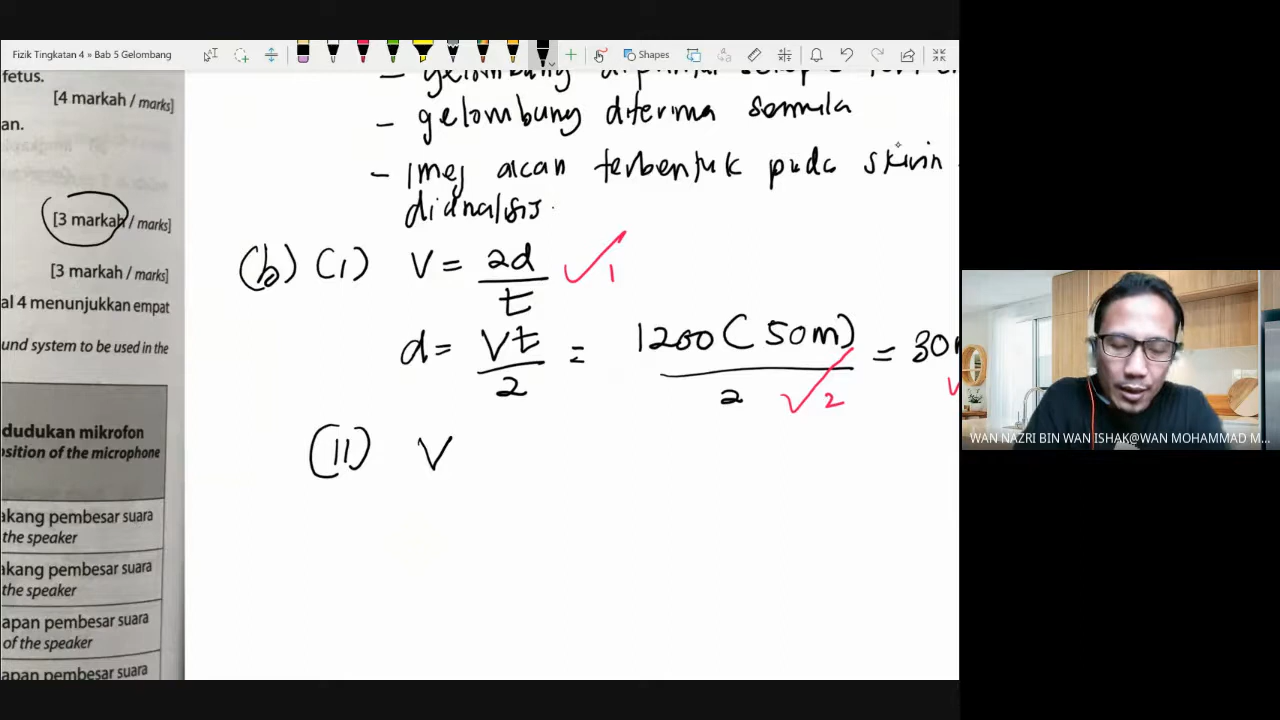 Fizik Tingkatan 4 » Bab 5 Gelombang
Shapes
fetus.
[4 markah / marks]
an.
[3 markah / marks]
[3 markah / marks]
al 4 menunjukkan empat
und system to be used in the
dudukan mikrofon
osition of the microphone
akang pembesar suara
the speaker
akang pembesar suara
the speaker
apan pembesar suara
of the speaker
apan pembesar suara
- gelombang
- gelombung diterima semula
- Imej akan terbentuk pada skrin
dianalisis.
(b) (i) V = 2d / t ✓1
d = Vt / 2 = 1200 (50m) / 2 ✓2 = 30
(II) V
WAN NAZRI BIN WAN ISHAK@WAN MOHAMMAD M...